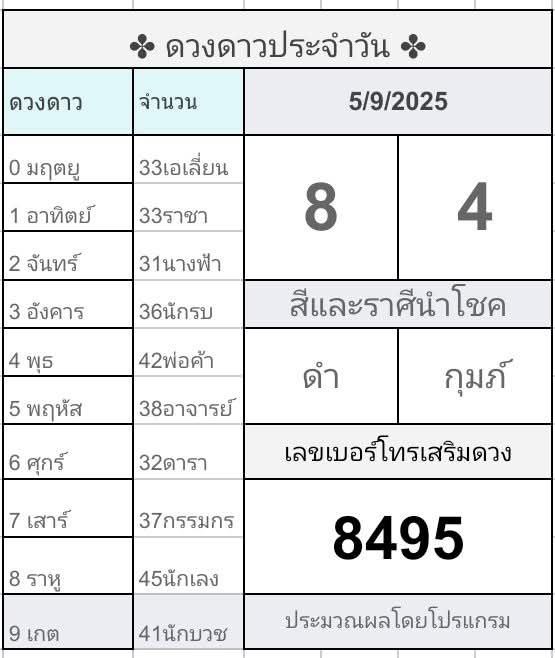 ✤ ดวงดาวประจำวัน ✤
ดวงดาว จำนวน 5/9/2025
0 มฤตยู 33เอเลี่ยน
1 อาทิตย์ 33ราชา
8 4
2 จันทร์ 31นางฟ้า
3 อังคาร 36นักรบ
สีและราศีนำโชค
4 พุธ 42พ่อค้า
ดำ กุมภ์
5 พฤหัส 38อาจารย์
6 ศุกร์ 32ดารา
เลขเบอร์โทรเสริมดวง
7 เสาร์ 37กรรมกร
8495
8 ราหู 45นักเลง
9 เกต 41นักบวช
ประมวณผลโดยโปรแกรม